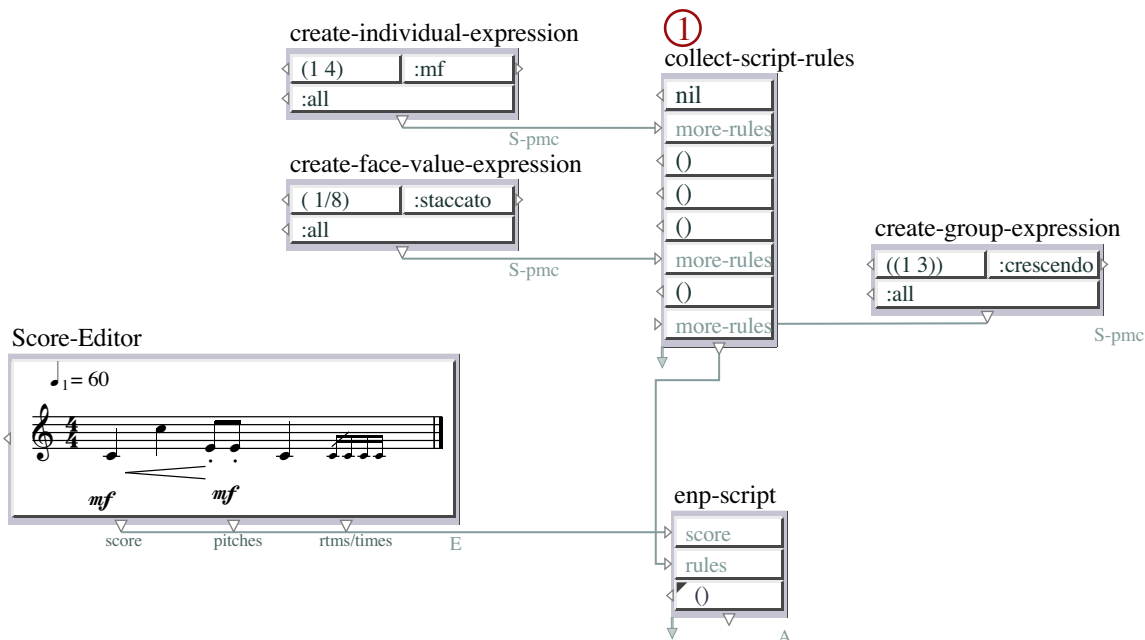 create-individual-expression
(1 4) :mf
:all
S-pmc
create-face-value-expression
( 1/8) :staccato
:all
S-pmc
1
collect-script-rules
nil
more-rules
()
()
()
more-rules
()
more-rules
create-group-expression
((1 3)) :crescendo
:all
S-pmc
Score-Editor
1 = 60
4
4
mf mf
score pitches rtms/times E
enp-script
score
rules
()
A